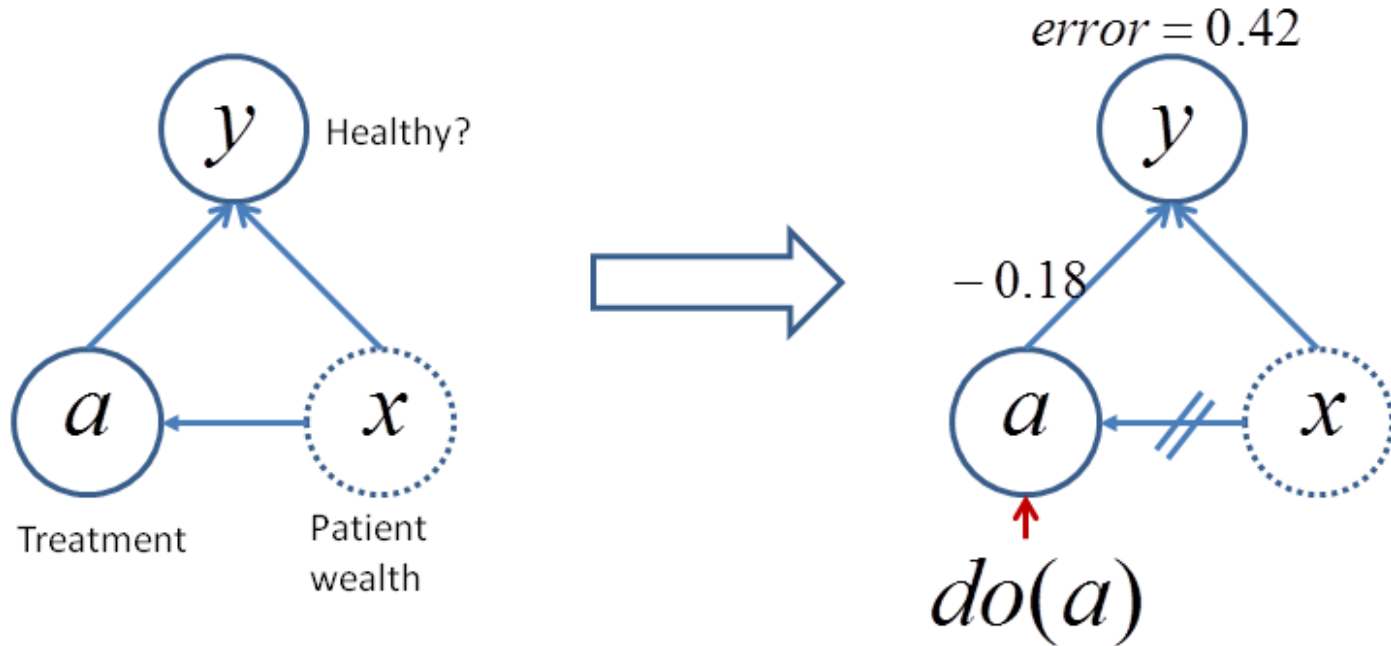 y
Healthy?
a
x
Treatment
Patient
wealth
error = 0.42
y
– 0.18
a
x
do(a)